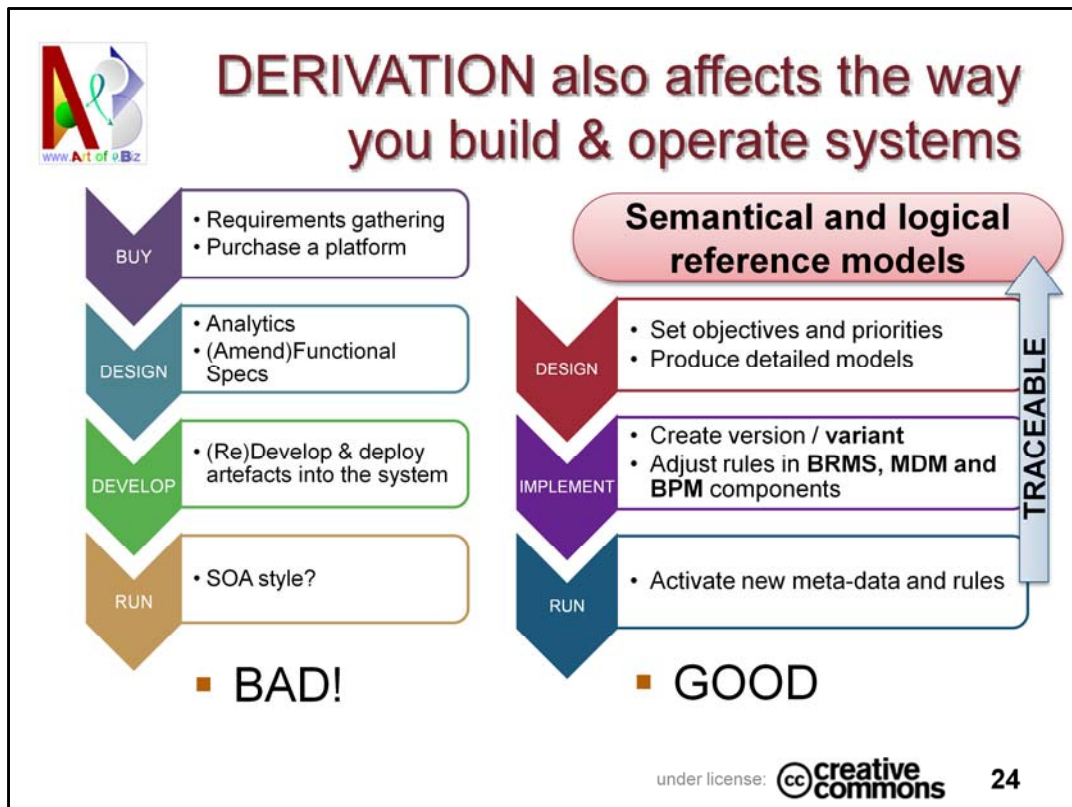 DERIVATION also affects the way
you build & operate systems
www.Art of e.Biz
BUY
• Requirements gathering
• Purchase a platform
DESIGN
• Analytics
• (Amend)Functional
Specs
DEVELOP
• (Re)Develop & deploy
artefacts into the system
RUN
• SOA style?
▪ BAD!
Semantical and logical
reference models
DESIGN
• Set objectives and priorities
• Produce detailed models
IMPLEMENT
• Create version / variant
• Adjust rules in BRMS, MDM and
BPM components
RUN
• Activate new meta-data and rules
TRACEABLE
▪ GOOD
under license:
cc creative
commons
24